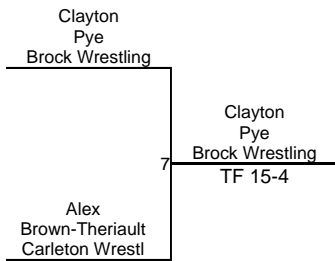 Clayton
Pye
Brock Wrestling
Clayton
Pye
Brock Wrestling
7
TF 15-4
Alex
Brown-Theriault
Carleton Wrestl